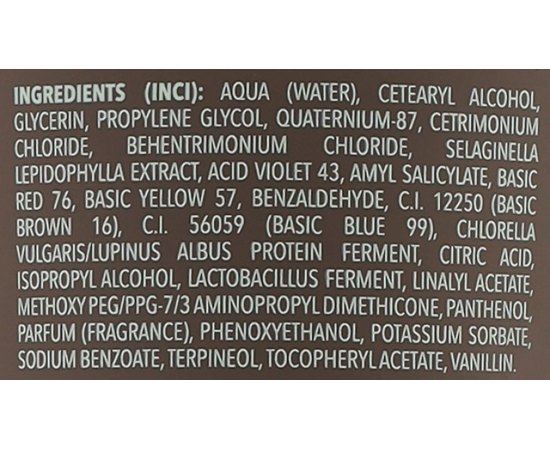 INGREDIENTS (INCI): AQUA (WATER), CETEARYL ALCOHOL,
GLYCERIN, PROPYLENE GLYCOL, QUATERNIUM-87, CETRIMONIUM
CHLORIDE, BEHENTRIMONIUM CHLORIDE, SELAGINELLA
LEPIDOPHYLLA EXTRACT, ACID VIOLET 43, AMYL SALICYLATE, BASIC
RED 76, BASIC YELLOW 57, BENZALDEHYDE, C.I. 12250 (BASIC
BROWN 16), C.I. 56059 (BASIC BLUE 99), CHLORELLA
VULGARIS/LUPINUS ALBUS PROTEIN FERMENT, CITRIC ACID,
ISOPROPYL ALCOHOL, LACTOBACILLUS FERMENT, LINALYL ACETATE,
METHOXY PEG/PPG-7/3 AMINOPROPYL DIMETHICONE, PANTHENOL,
PARFUM (FRAGRANCE), PHENOXYETHANOL, POTASSIUM SORBATE,
SODIUM BENZOATE, TERPINEOL, TOCOPHERYL ACETATE, VANILLIN.